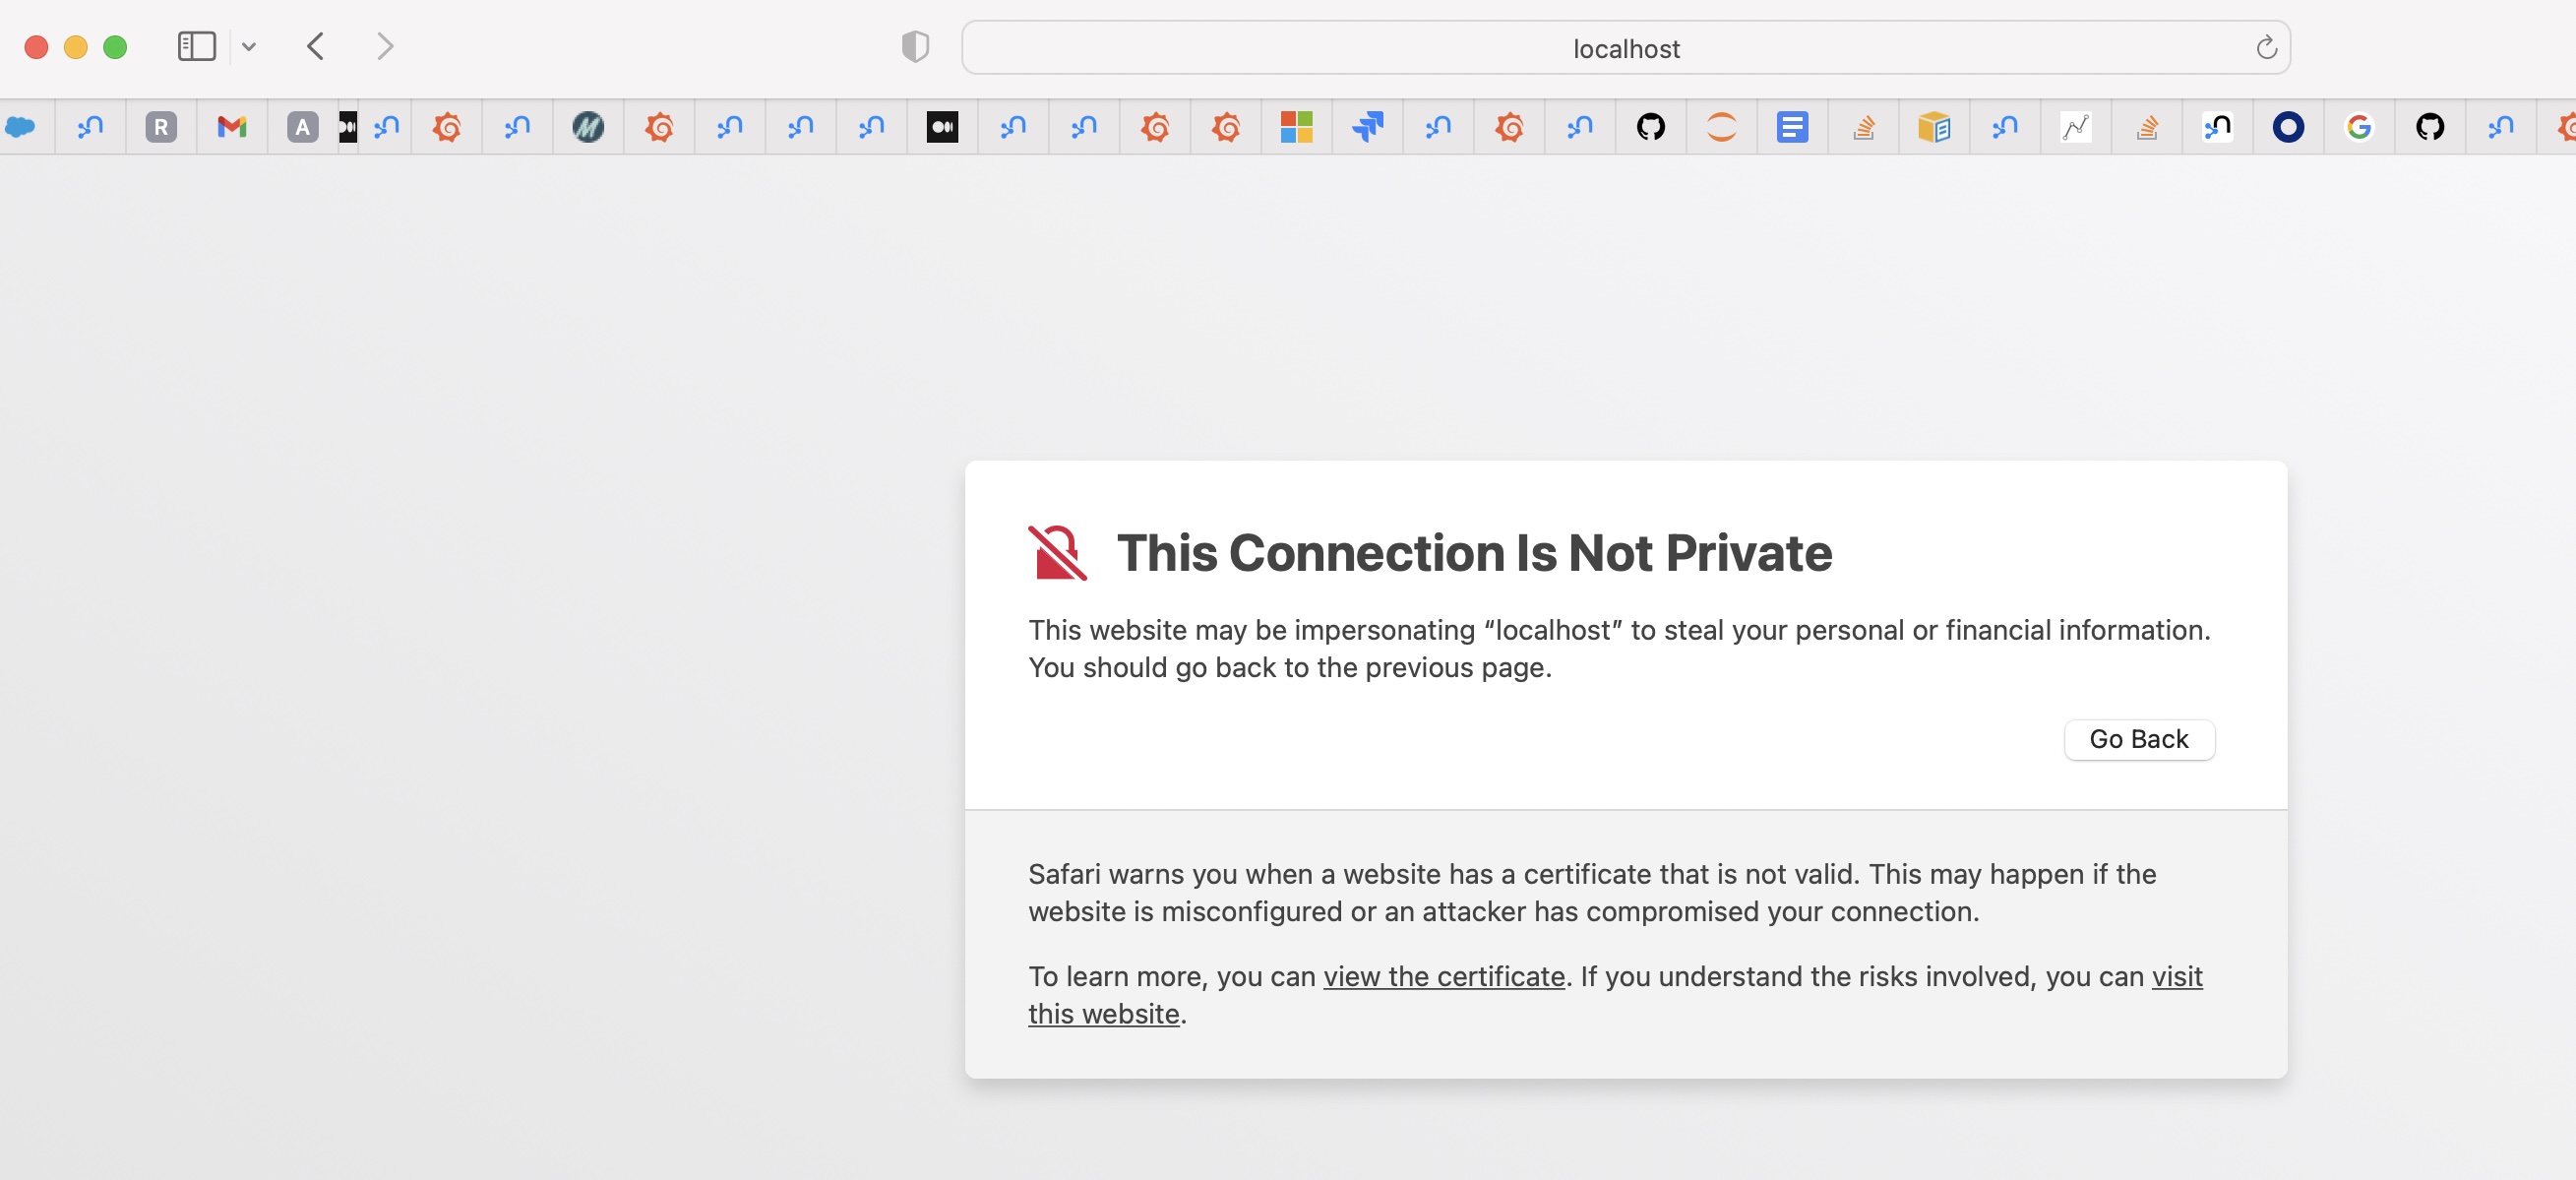 localhost
R
A
This Connection Is Not Private
This website may be impersonating “localhost” to steal your personal or financial information.
You should go back to the previous page.
Go Back
Safari warns you when a website has a certificate that is not valid. This may happen if the
website is misconfigured or an attacker has compromised your connection.
To learn more, you can view the certificate. If you understand the risks involved, you can visit
this website.